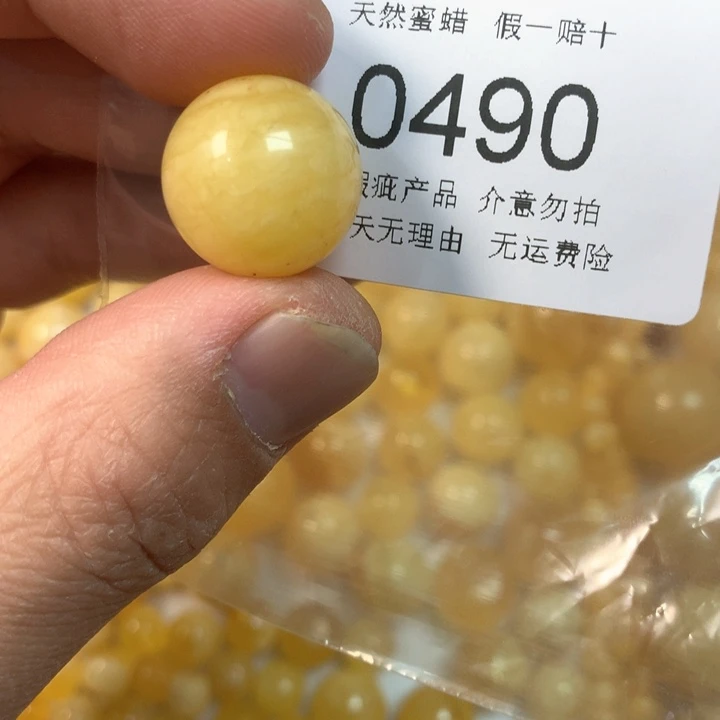 天然蜜蜡 假一赔十
0490
瑕疵产品 介意勿拍
天无理由 无运费险